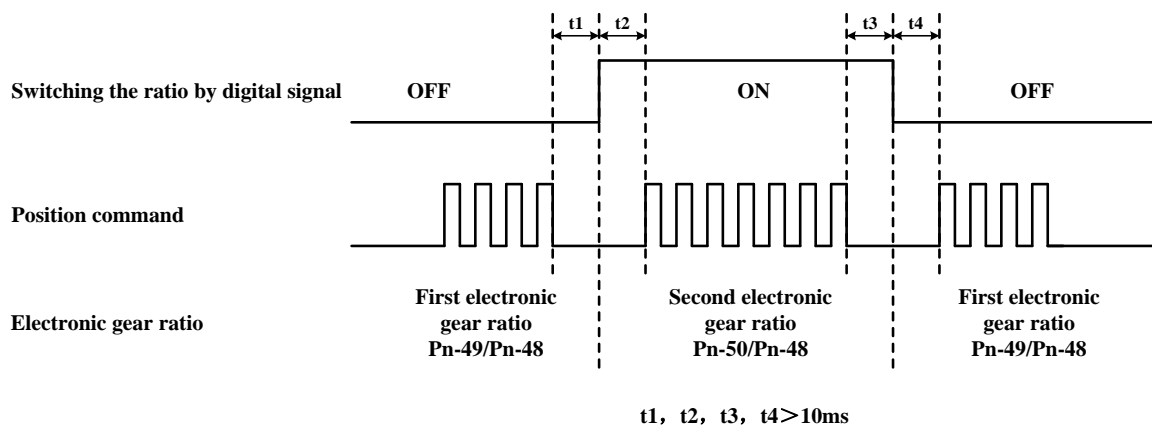 t1 t2 t3 t4
Switching the ratio by digital signal OFF ON OFF
Position command
First electronic Second electronic First electronic
Electronic gear ratio gear ratio gear ratio gear ratio
Pn-49/Pn-48 Pn-50/Pn-48 Pn-49/Pn-48
t1，t2，t3，t4＞10ms